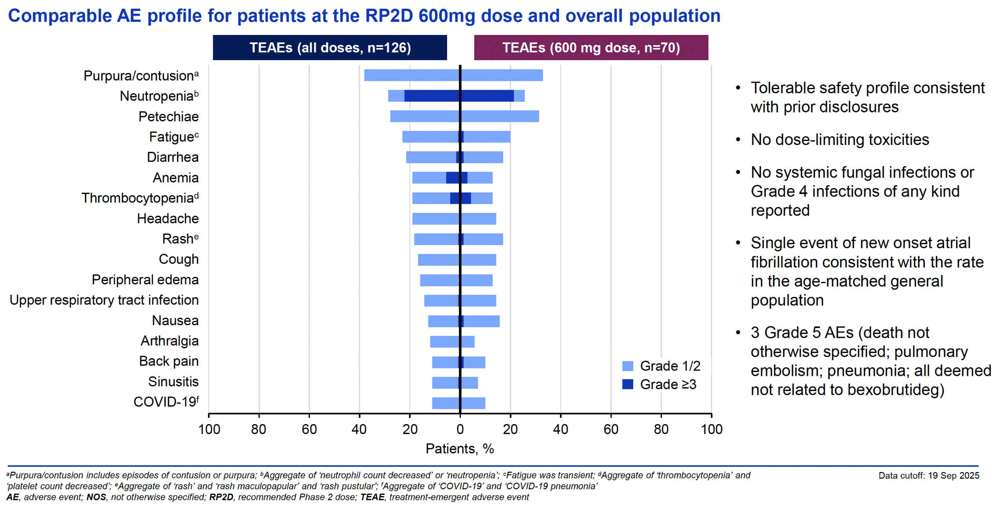 Comparable AE profile for patients at the RP2D 600mg dose and overall population
TEAEs (all doses, n=126)
TEAEs (600 mg dose, n=70)
Purpura/contusionᵃ
Neutropeniaᵇ
Petechiae
Fatigueᶜ
Diarrhea
Anemia
Thrombocytopeniaᵈ
Headache
Rashᵉ
Cough
Peripheral edema
Upper respiratory tract infection
Nausea
Arthralgia
Back pain
Sinusitis
COVID-19ᶠ
Grade 1/2
Grade ≥3
100 80 60 40 20 0 20 40 60 80 100
Patients, %
• Tolerable safety profile consistent
with prior disclosures
• No dose-limiting toxicities
• No systemic fungal infections or
Grade 4 infections of any kind
reported
• Single event of new onset atrial
fibrillation consistent with the rate
in the age-matched general
population
• 3 Grade 5 AEs (death not
otherwise specified; pulmonary
embolism; pneumonia; all deemed
not related to bexobrutideg)
ᵃPurpura/contusion includes episodes of contusion or purpura; ᵇAggregate of ‘neutrophil count decreased’ or ‘neutropenia’; ᶜFatigue was transient; ᵈAggregate of ‘thrombocytopenia’ and
‘platelet count decreased’; ᵉAggregate of ‘rash’ and ‘rash maculopapular’ and ‘rash pustular’; ᶠAggregate of ‘COVID-19’ and ‘COVID-19 pneumonia’
AE, adverse event; NOS, not otherwise specified; RP2D, recommended Phase 2 dose; TEAE, treatment-emergent adverse event
Data cutoff: 19 Sep 2025